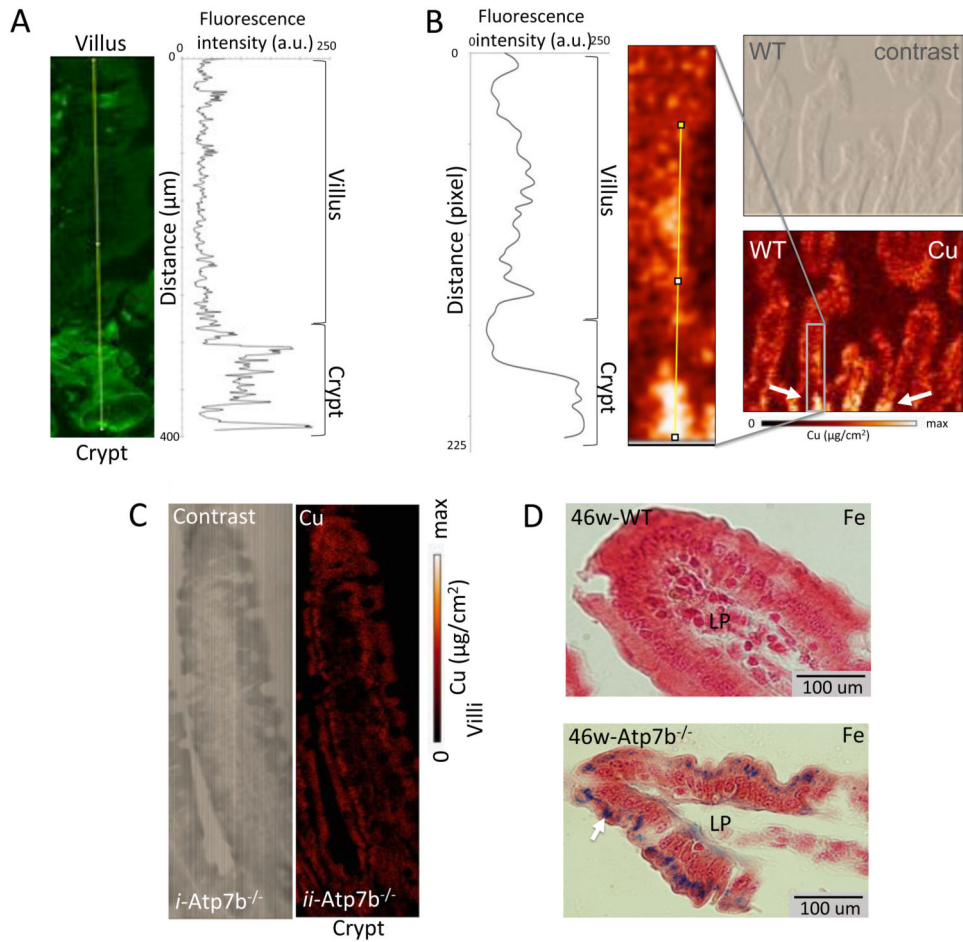 A
Villus
Fluorescence
intensity (a.u.)
0
250
Distance (µm)
400
Villus
Crypt
Crypt
B
Fluorescence
intensity (a.u.)
0
250
0
Distance (pixel)
225
Villus
Crypt
WT
contrast
WT
Cu
0
max
Cu (µg/cm²)
C
Contrast
Cu
i-Atp7b-/-
ii-Atp7b-/-
Crypt
max
Cu (µg/cm²)
0
Villi
D
46w-WT
Fe
LP
100 um
46w-Atp7b-/-
Fe
LP
100 um